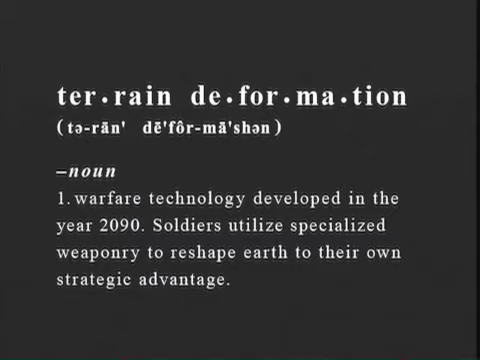 ter•rain de•for•ma•tion
(tə-rān' dē'fôr-mā'shən)
–noun
1. warfare technology developed in the
year 2090. Soldiers utilize specialized
weaponry to reshape earth to their own
strategic advantage.